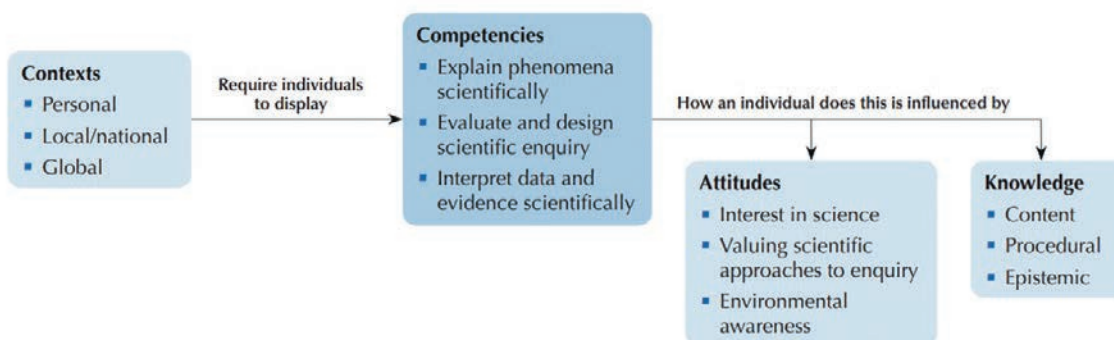 Contexts
Personal
Local/national
Global
Require individuals
to display
Competencies
Explain phenomena
scientifically
Evaluate and design
scientific enquiry
Interpret data and
evidence scientifically
How an individual does this is influenced by
Attitudes
Interest in science
Valuing scientific
approaches to enquiry
Environmental
awareness
Knowledge
Content
Procedural
Epistemic